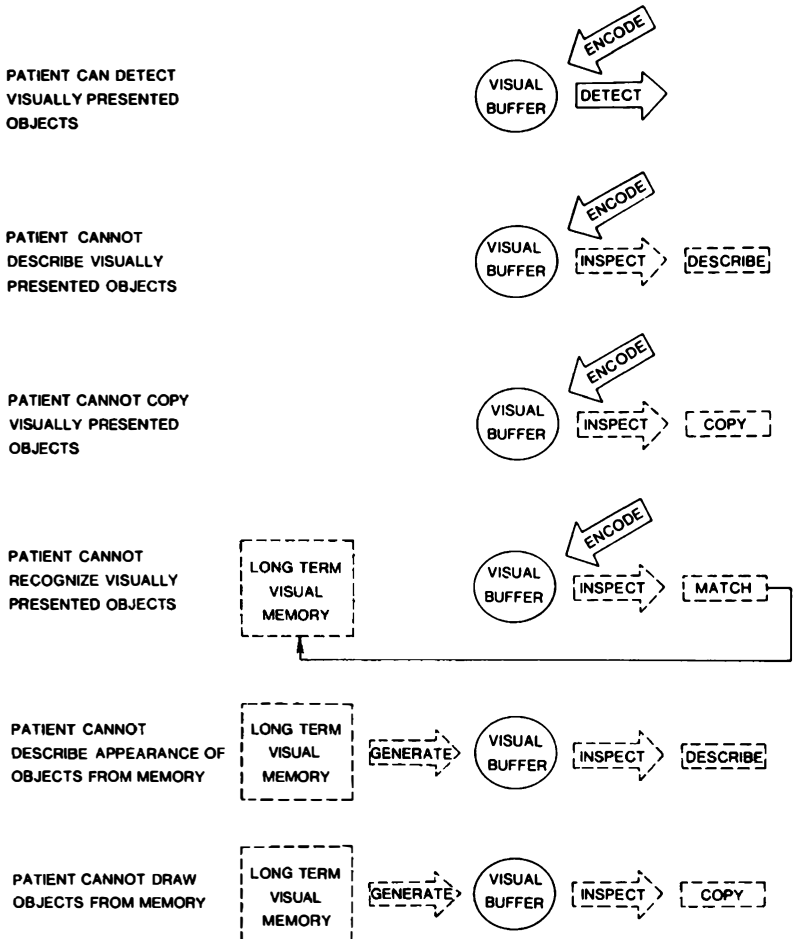 ENCODE
PATIENT CAN DETECT
VISUALLY PRESENTED
OBJECTS
VISUAL
BUFFER
DETECT
ENCODE
PATIENT CANNOT
DESCRIBE VISUALLY
PRESENTED OBJECTS
VISUAL
BUFFER
INSPECT
DESCRIBE
ENCODE
PATIENT CANNOT COPY
VISUALLY PRESENTED
OBJECTS
VISUAL
BUFFER
INSPECT
COPY
ENCODE
PATIENT CANNOT
RECOGNIZE VISUALLY
PRESENTED OBJECTS
LONG TERM
VISUAL
MEMORY
VISUAL
BUFFER
INSPECT
MATCH
PATIENT CANNOT
DESCRIBE APPEARANCE OF
OBJECTS FROM MEMORY
LONG TERM
VISUAL
MEMORY
GENERATE
VISUAL
BUFFER
INSPECT
DESCRIBE
PATIENT CANNOT DRAW
OBJECTS FROM MEMORY
LONG TERM
VISUAL
MEMORY
GENERATE
VISUAL
BUFFER
INSPECT
COPY